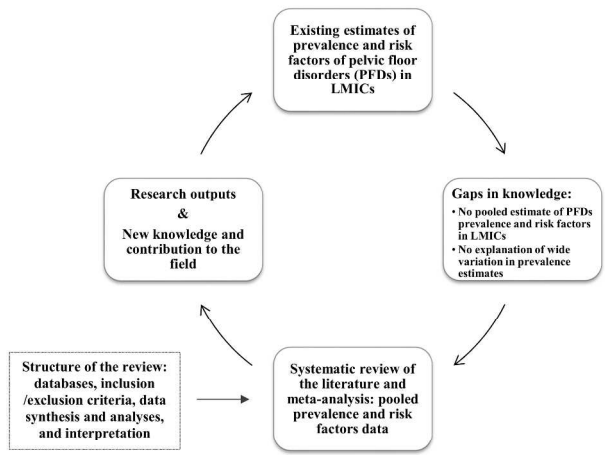 Existing estimates of
prevalence and risk
factors of pelvic floor
disorders (PFDs) in
LMICs
Gaps in knowledge:
• No pooled estimate of PFDs
prevalence and risk factors
in LMICs
• No explanation of wide
variation in prevalence
estimates
Systematic review of
the literature and
meta-analysis: pooled
prevalence and risk
factors data
Structure of the review:
databases, inclusion
/exclusion criteria, data
synthesis and analyses,
and interpretation
Research outputs
&
New knowledge and
contribution to the
field